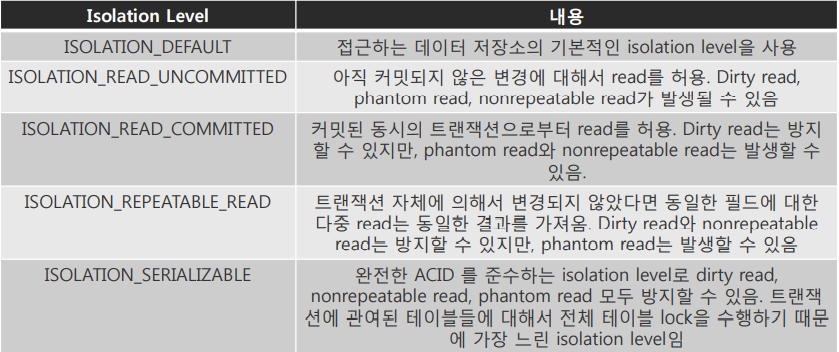 Isolation Level 내용
ISOLATION_DEFAULT 접근하는 데이터 저장소의 기본적인 isolation level을 사용
ISOLATION_READ_UNCOMMITTED 아직 커밋되지 않은 변경에 대해서 read를 허용. Dirty read,
phantom read, nonrepeatable read가 발생될 수 있음
ISOLATION_READ_COMMITTED 커밋된 동시의 트랜잭션으로부터 read를 허용. Dirty read는 방지
할 수 있지만, phantom read와 nonrepeatable read는 발생할 수
있음.
ISOLATION_REPEATABLE_READ 트랜잭션 자체에 의해서 변경되지 않았다면 동일한 필드에 대한
다중 read는 동일한 결과를 가져옴. Dirty read와 nonrepeatable
read는 방지할 수 있지만, phantom read는 발생할 수 있음
ISOLATION_SERIALIZABLE 완전한 ACID 를 준수하는 isolation level로 dirty read,
nonrepeatable read, phantom read 모두 방지할 수 있음. 트랜잭
션에 관여된 테이블들에 대해서 전체 테이블 lock을 수행하기 때문
에 가장 느린 isolation level임